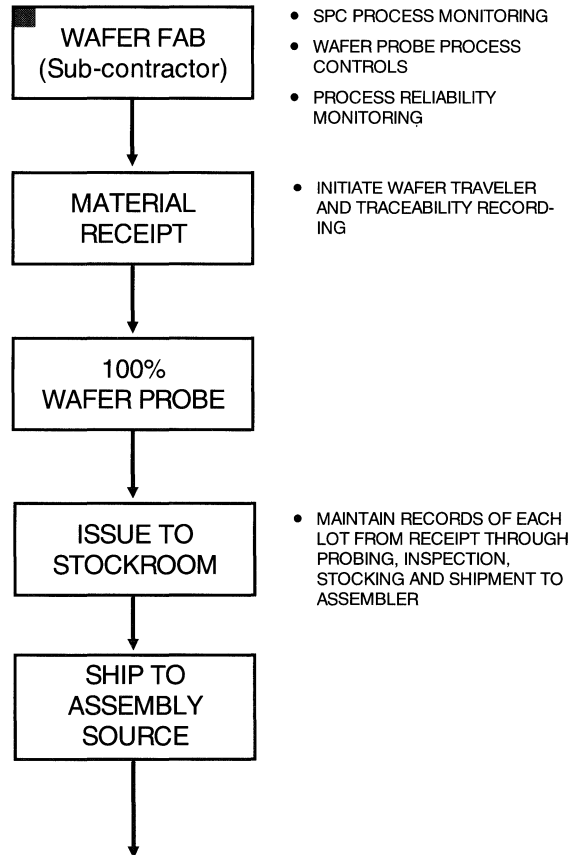 WAFER FAB
(Sub-contractor)
• SPC PROCESS MONITORING
• WAFER PROBE PROCESS
CONTROLS
• PROCESS RELIABILITY
MONITORING
MATERIAL
RECEIPT
• INITIATE WAFER TRAVELER
AND TRACEABILITY RECORD-
ING
100%
WAFER PROBE
ISSUE TO
STOCKROOM
• MAINTAIN RECORDS OF EACH
LOT FROM RECEIPT THROUGH
PROBING, INSPECTION,
STOCKING AND SHIPMENT TO
ASSEMBLER
SHIP TO
ASSEMBLY
SOURCE